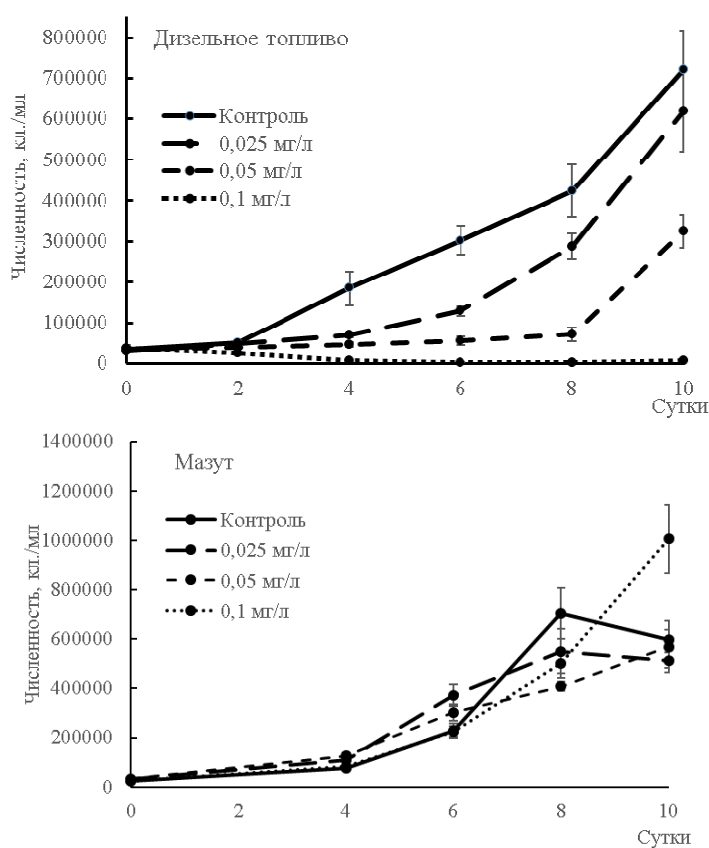 Дизельное топливо
Численность, кл./мл
800000
700000
600000
500000
400000
300000
200000
100000
0
Контроль
0,025 мг/л
0,05 мг/л
0,1 мг/л
0 2 4 6 8 10
Сутки
Мазут
Численность, кл./мл
1400000
1200000
1000000
800000
600000
400000
200000
0
Контроль
0,025 мг/л
0,05 мг/л
0,1 мг/л
0 2 4 6 8 10
Сутки